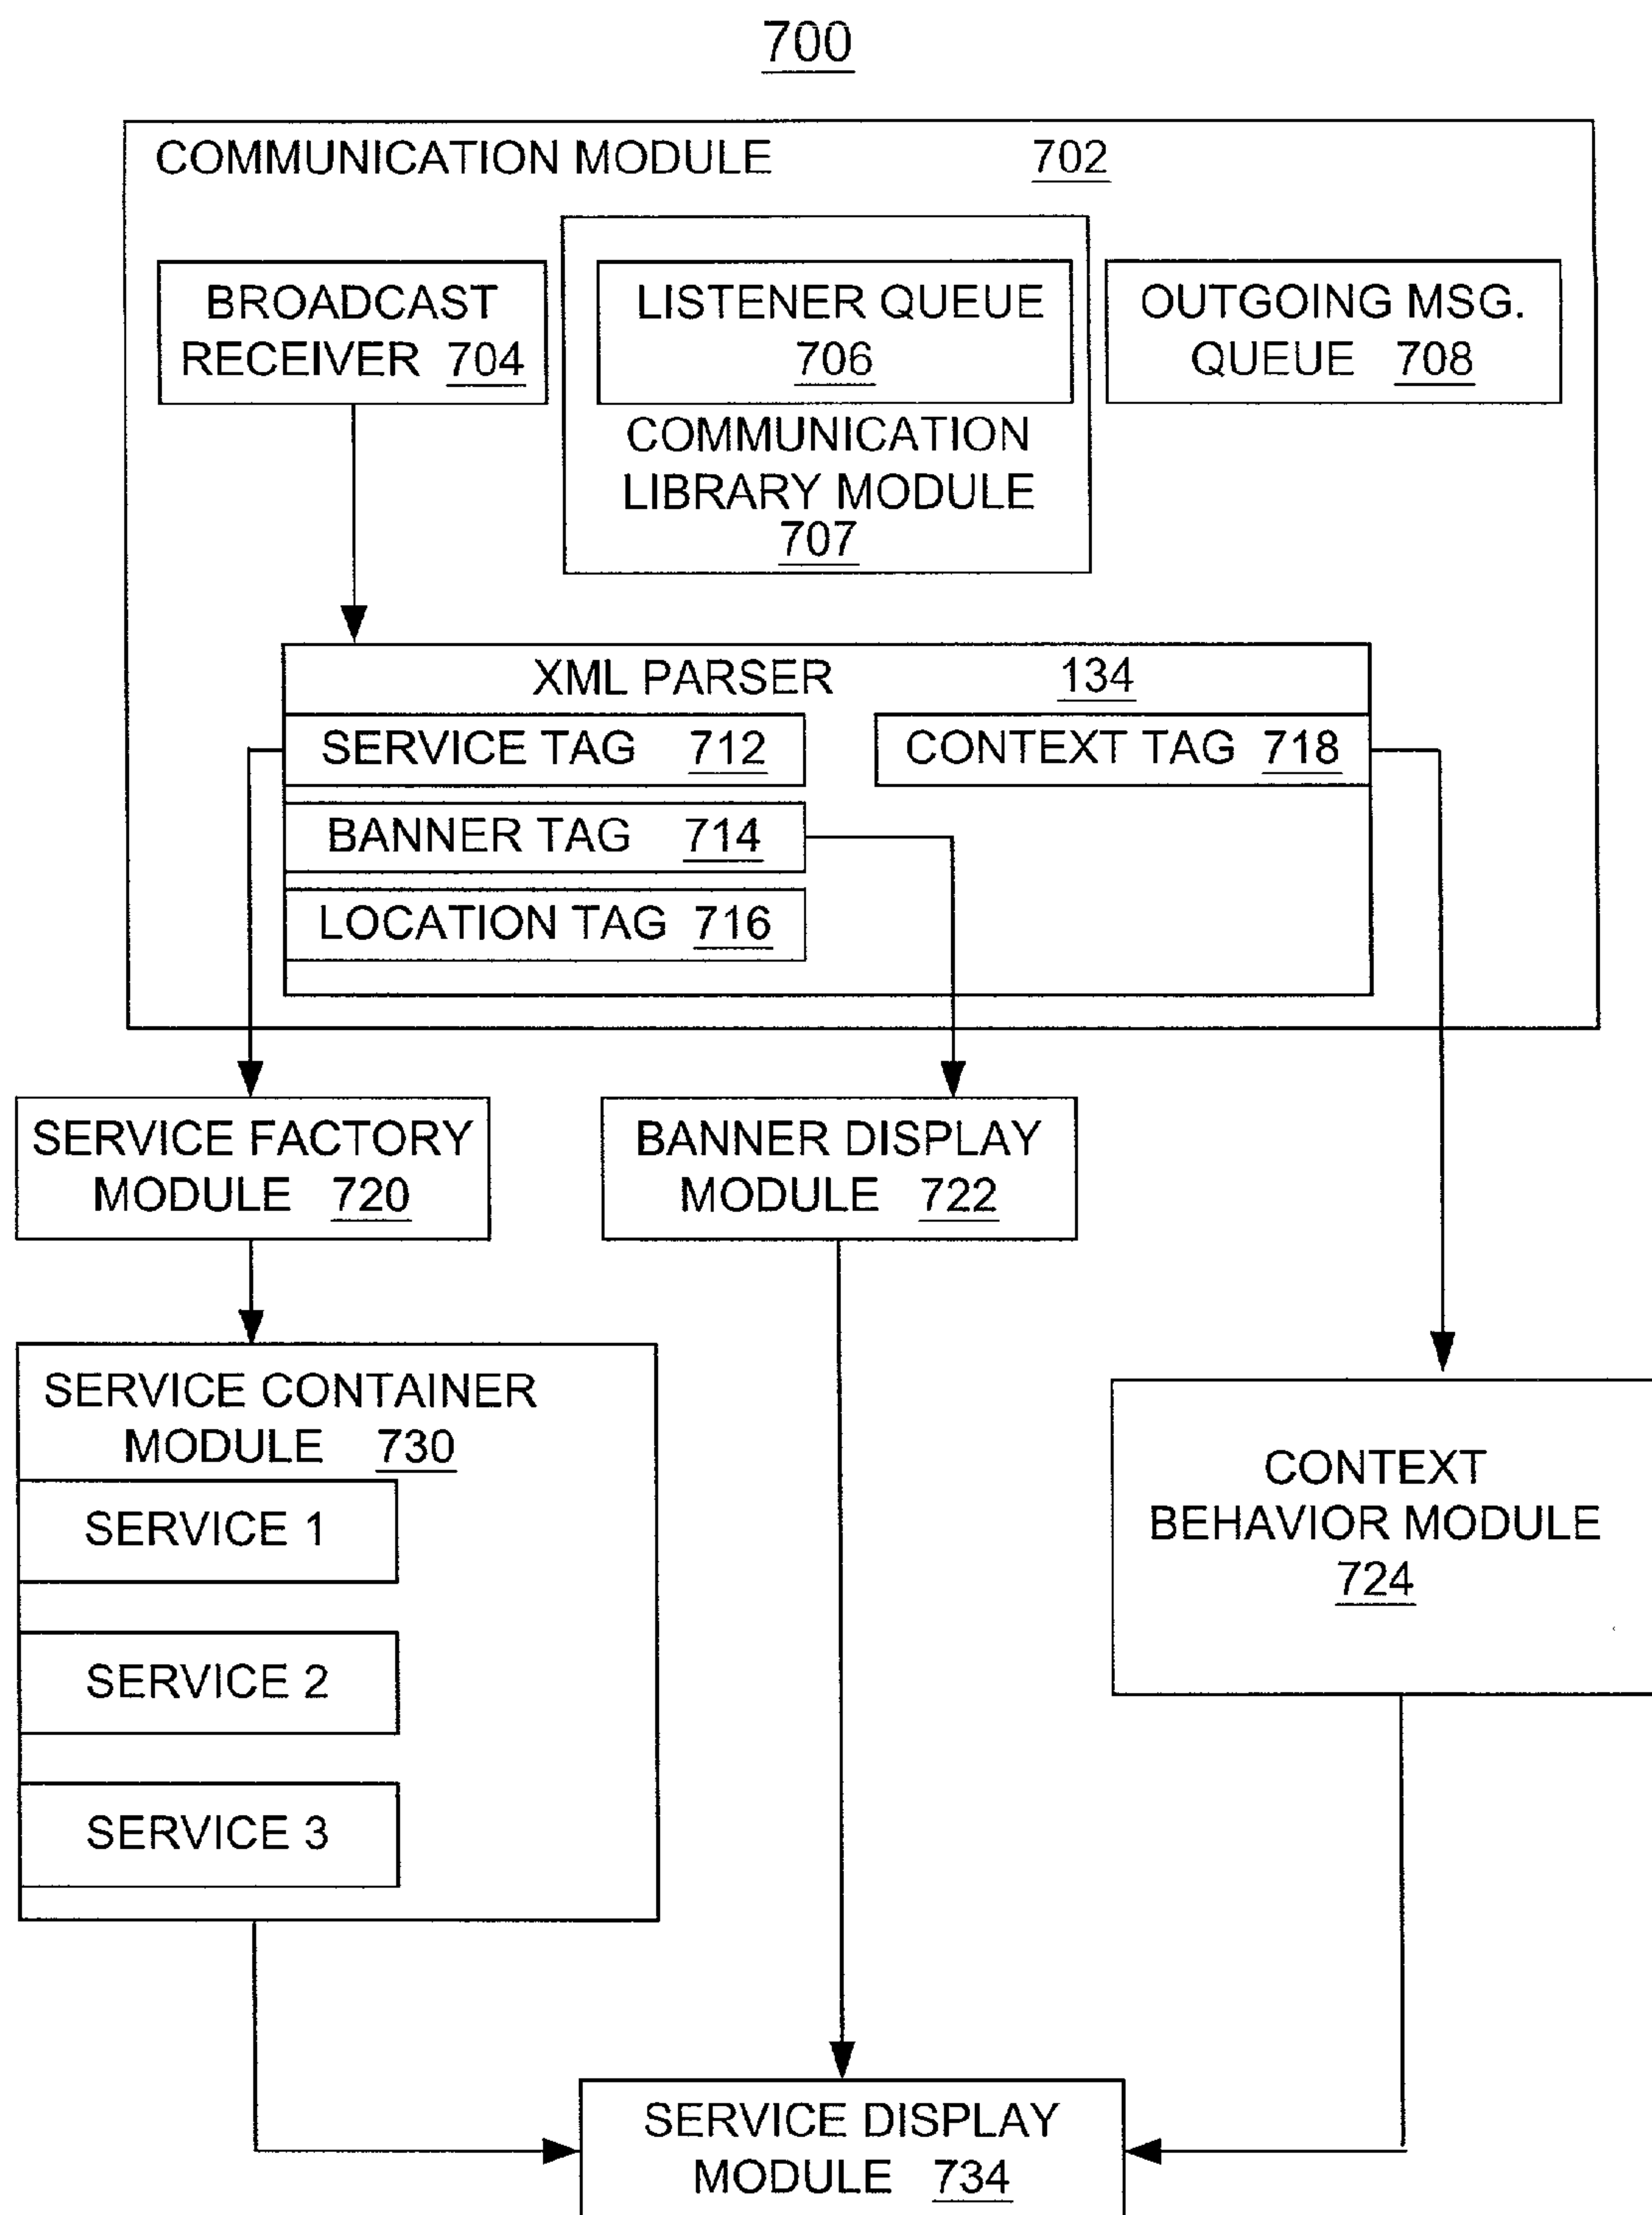 700
COMMUNICATION MODULE 702
BROADCAST
RECEIVER 704
LISTENER QUEUE
706
COMMUNICATION
LIBRARY MODULE
707
OUTGOING MSG.
QUEUE 708
XML PARSER 134
SERVICE TAG 712
CONTEXT TAG 718
BANNER TAG 714
LOCATION TAG 716
SERVICE FACTORY
MODULE 720
BANNER DISPLAY
MODULE 722
SERVICE CONTAINER
MODULE 730
SERVICE 1
SERVICE 2
SERVICE 3
CONTEXT
BEHAVIOR MODULE
724
SERVICE DISPLAY
MODULE 734